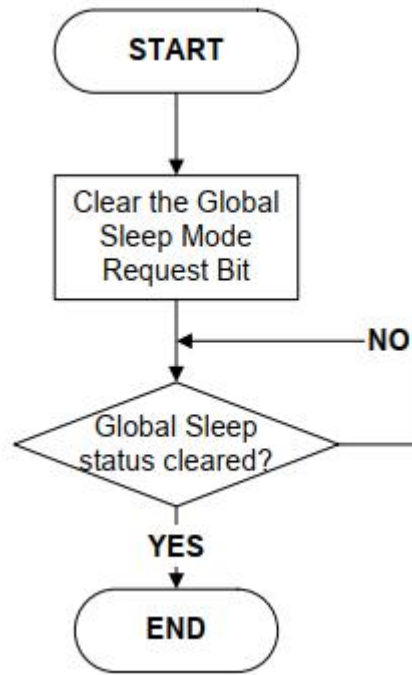 START
Clear the Global
Sleep Mode
Request Bit
NO
Global Sleep
status cleared?
YES
END